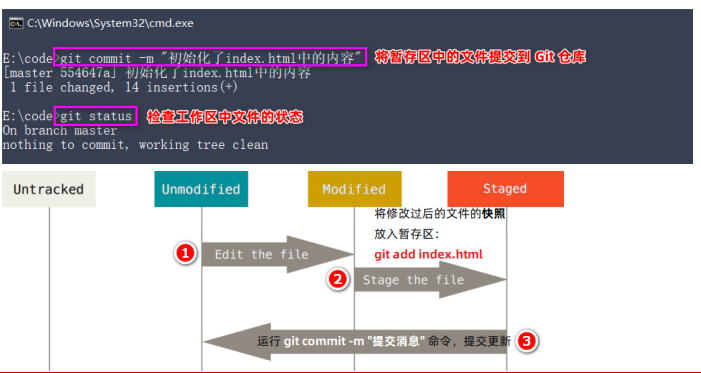 C:\Windows\System32\cmd.exe
E:\code>git commit -m "初始化了index.html中的内容" 将暂存区中的文件提交到 Git 仓库
[master 554647a] 初始化了index.html中的内容
1 file changed, 14 insertions(+)
E:\code>git status 检查工作区中文件的状态
On branch master
nothing to commit, working tree clean
Untracked Unmodified Modified Staged
将修改过后的文件的快照
放入暂存区：
git add index.html
1 Edit the file
2 Stage the file
运行 git commit -m "提交消息" 命令，提交更新 3